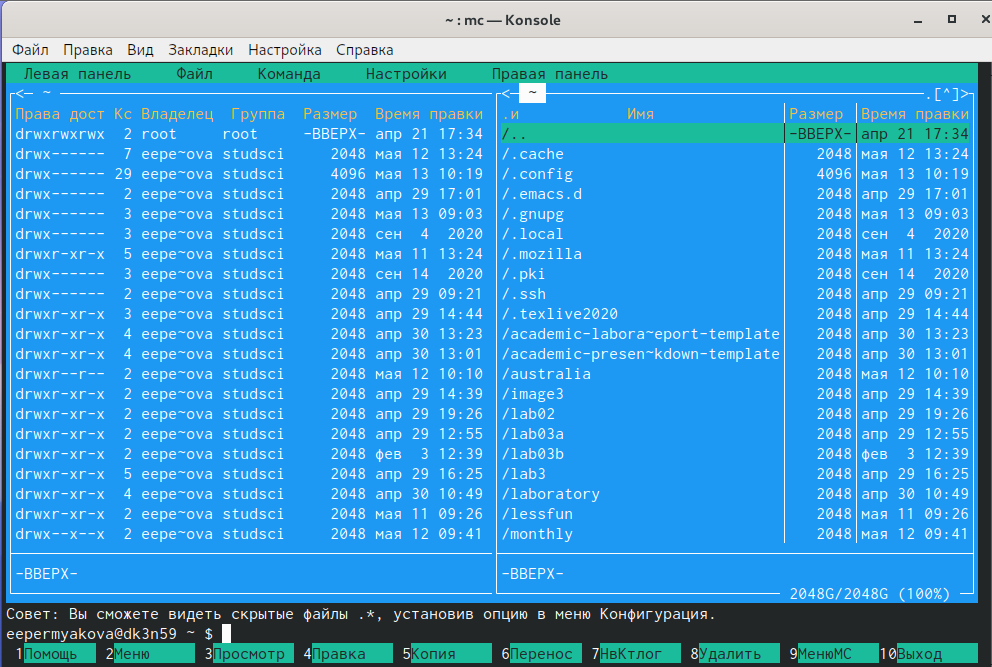 ~ : mc — Konsole
Файл Правка Вид Закладки Настройка Справка
Левая панель Файл Команда Настройки Правая панель
<— ~ <— ~ .[^]>
Права дост Кс Владелец Группа Размер Время правки .и Имя Размер Время правки
drwxrwxrwx 2 root root -ВВЕРХ- апр 21 17:34 /.. -ВВЕРХ- апр 21 17:34
drwx------ 7 eepe~ova studsci 2048 мая 12 13:24 /.cache 2048 мая 12 13:24
drwx------ 29 eepe~ova studsci 4096 мая 13 10:19 /.config 4096 мая 13 10:19
drwx------ 2 eepe~ova studsci 2048 апр 29 17:01 /.emacs.d 2048 апр 29 17:01
drwx------ 3 eepe~ova studsci 2048 мая 13 09:03 /.gnupg 2048 мая 13 09:03
drwx------ 3 eepe~ova studsci 2048 сен 4 2020 /.local 2048 сен 4 2020
drwxr-xr-x 5 eepe~ova studsci 2048 мая 11 13:24 /.mozilla 2048 мая 11 13:24
drwx------ 3 eepe~ova studsci 2048 сен 14 2020 /.pki 2048 сен 14 2020
drwx------ 2 eepe~ova studsci 2048 апр 29 09:21 /.ssh 2048 апр 29 09:21
drwxr-xr-x 3 eepe~ova studsci 2048 апр 29 14:44 /.texlive2020 2048 апр 29 14:44
drwxr-xr-x 4 eepe~ova studsci 2048 апр 30 13:23 /academic-labora~eport-template 2048 апр 30 13:23
drwxr-xr-x 4 eepe~ova studsci 2048 апр 30 13:01 /academic-presen~kdown-template 2048 апр 30 13:01
drwxr--r-- 2 eepe~ova studsci 2048 мая 12 10:10 /australia 2048 мая 12 10:10
drwxr-xr-x 2 eepe~ova studsci 2048 апр 29 14:39 /image3 2048 апр 29 14:39
drwxr-xr-x 2 eepe~ova studsci 2048 апр 29 19:26 /lab02 2048 апр 29 19:26
drwxr-xr-x 2 eepe~ova studsci 2048 апр 29 12:55 /lab03a 2048 апр 29 12:55
drwxr-xr-x 2 eepe~ova studsci 2048 фев 3 12:39 /lab03b 2048 фев 3 12:39
drwxr-xr-x 5 eepe~ova studsci 2048 апр 29 16:25 /lab3 2048 апр 29 16:25
drwxr-xr-x 4 eepe~ova studsci 2048 апр 30 10:49 /laboratory 2048 апр 30 10:49
drwxr-xr-x 2 eepe~ova studsci 2048 мая 11 09:26 /lessfun 2048 мая 11 09:26
drwx--x--x 2 eepe~ova studsci 2048 мая 12 09:41 /monthly 2048 мая 12 09:41
-ВВЕРХ- -ВВЕРХ-
2048G/2048G (100%)
Совет: Вы сможете видеть скрытые файлы .*, установив опцию в меню Конфигурация.
eepermyakova@dk3n59 ~ $
1Помощь 2Меню 3Просмотр 4Правка 5Копия 6Перенос 7НвКтлог 8Удалить 9МенюМС 10Выход